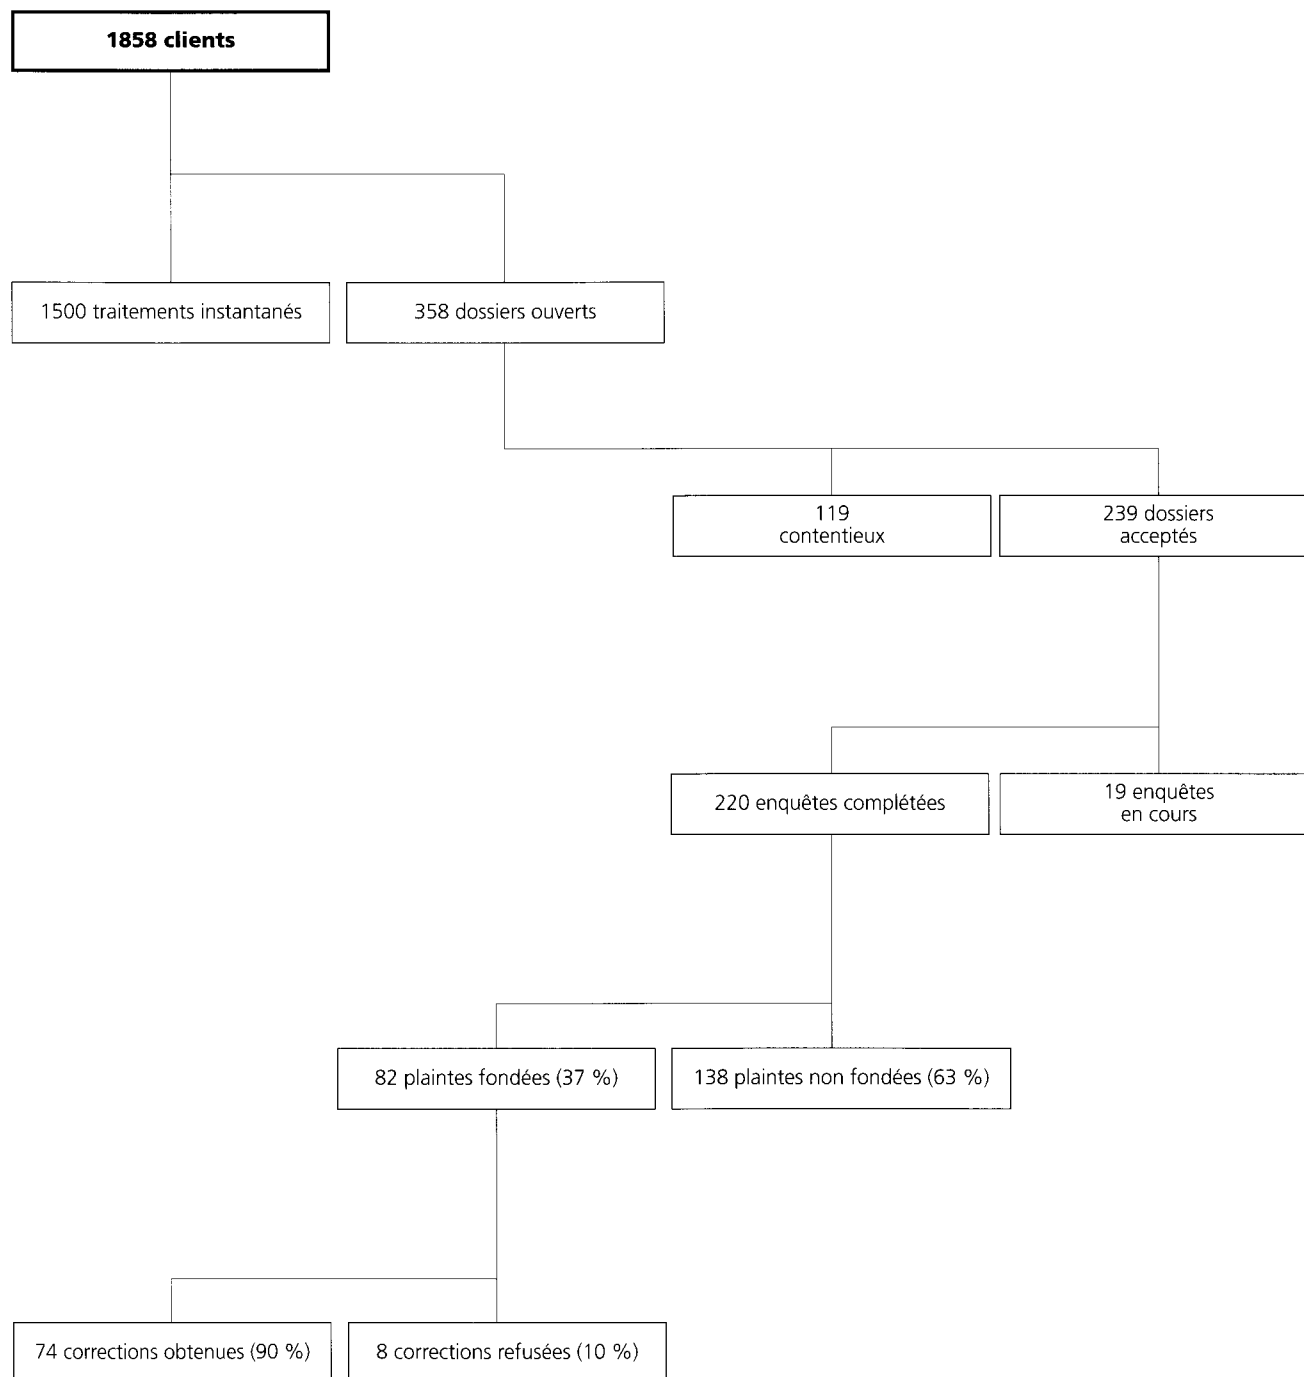 1858 clients
1500 traitements instantanés
358 dossiers ouverts
119
contentieux
239 dossiers
acceptés
220 enquêtes complétées
19 enquêtes
en cours
82 plaintes fondées (37 %)
138 plaintes non fondées (63 %)
74 corrections obtenues (90 %)
8 corrections refusées (10 %)